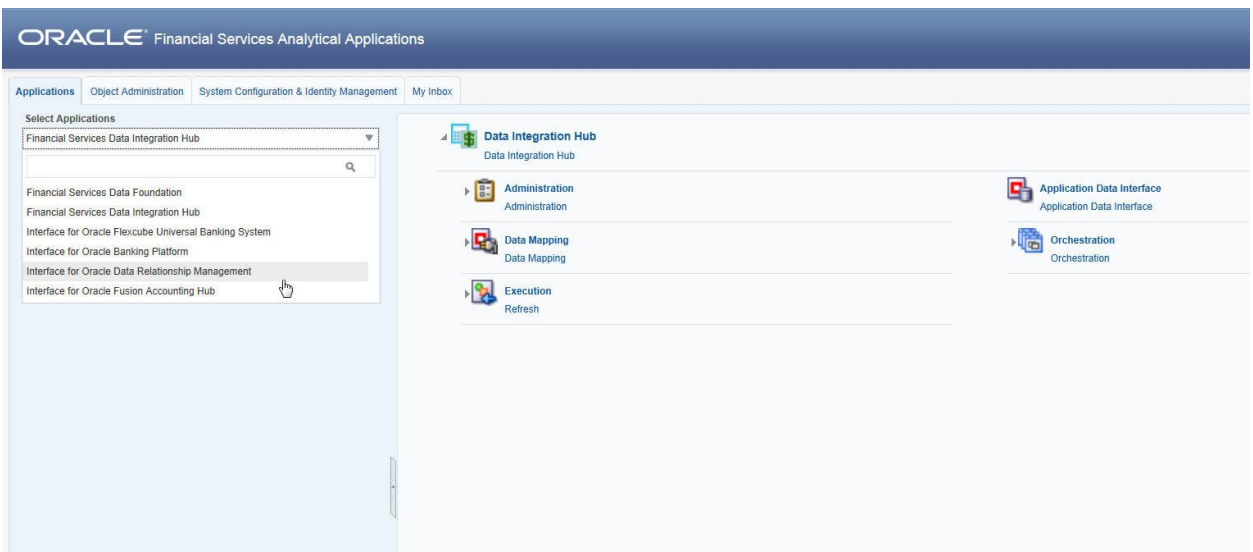 ORACLE® Financial Services Analytical Applications
Applications Object Administration System Configuration & Identity Management My Inbox
Select Applications
Financial Services Data Integration Hub
Financial Services Data Foundation
Financial Services Data Integration Hub
Interface for Oracle Flexcube Universal Banking System
Interface for Oracle Banking Platform
Interface for Oracle Data Relationship Management
Interface for Oracle Fusion Accounting Hub
Data Integration Hub
Data Integration Hub
Administration
Administration
Application Data Interface
Application Data Interface
Data Mapping
Data Mapping
Orchestration
Orchestration
Execution
Refresh